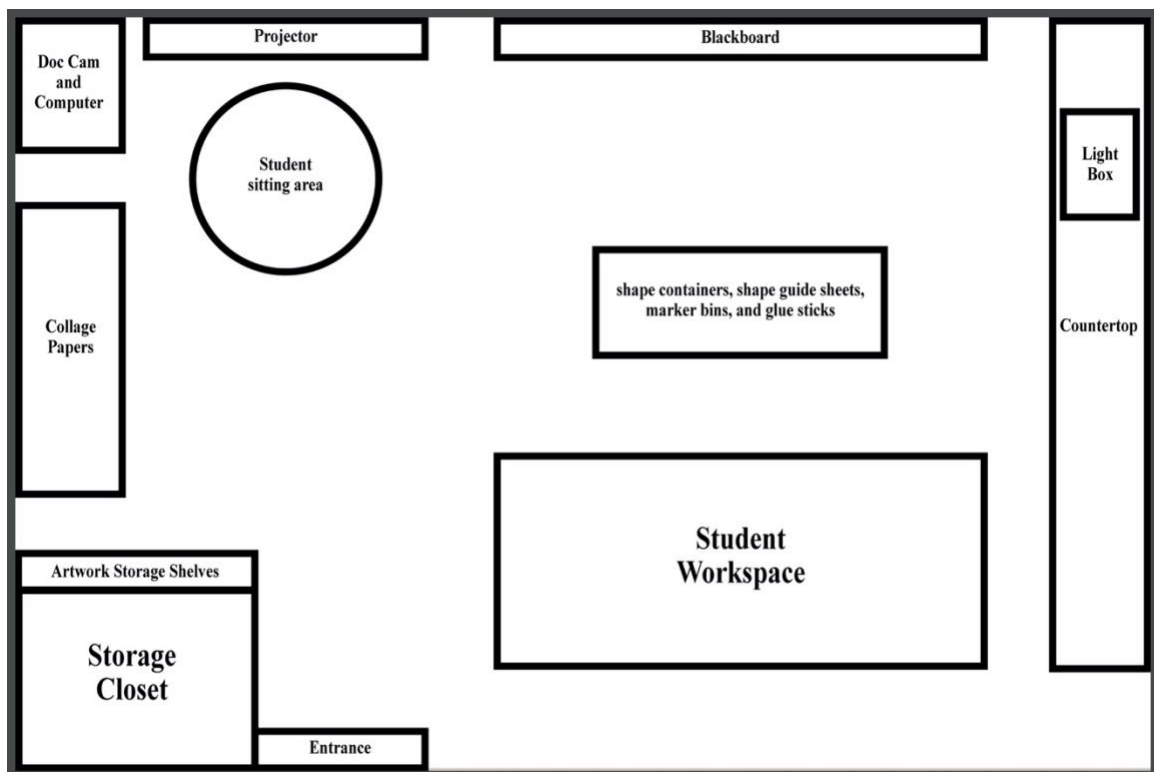 Projector
Blackboard
Doc Cam
and
Computer
Student
sitting area
Light
Box
shape containers, shape guide sheets,
marker bins, and glue sticks
Collage
Papers
Countertop
Student
Workspace
Artwork Storage Shelves
Storage
Closet
Entrance